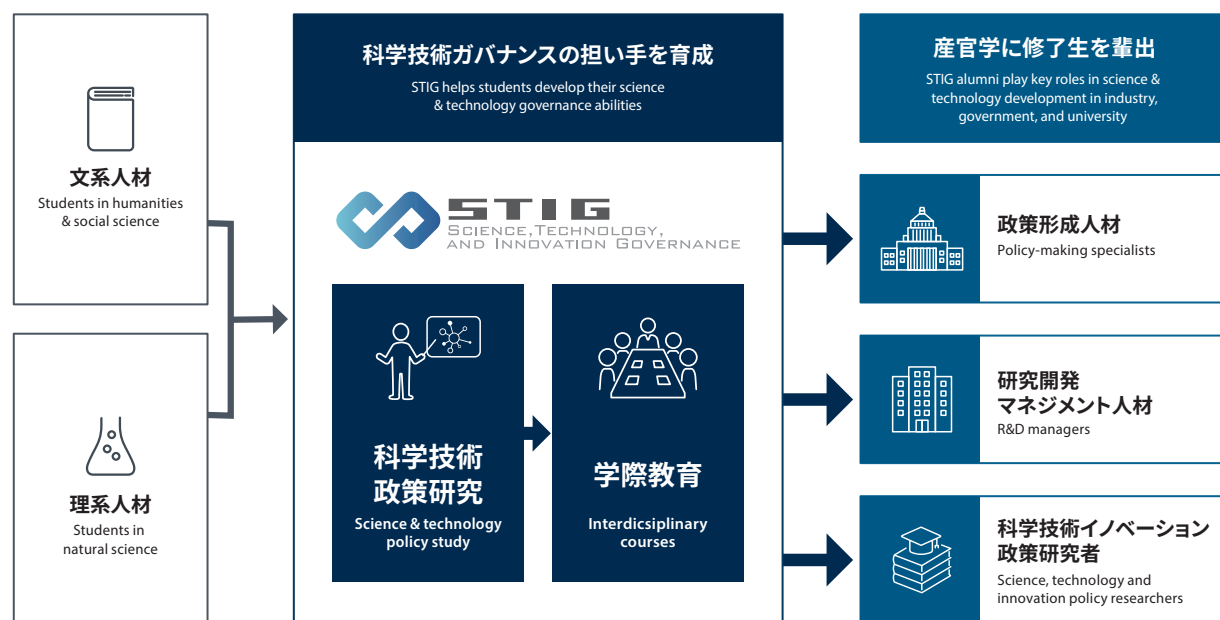 文系人材
Students in humanities
& social science
理系人材
Students in
natural science
科学技術ガバナンスの担い手を育成
STIG helps students develop their science
& technology governance abilities
STIG
SCIENCE,TECHNOLOGY,
AND INNOVATION GOVERNANCE
科学技術
政策研究
Science & technology
policy study
学際教育
Interdicsiplinary
courses
産官学に修了生を輩出
STIG alumni play key roles in science &
technology development in industry,
government, and university
政策形成人材
Policy-making specialists
研究開発
マネジメント人材
R&D managers
科学技術イノベーション
政策研究者
Science, technology and
innovation policy researchers